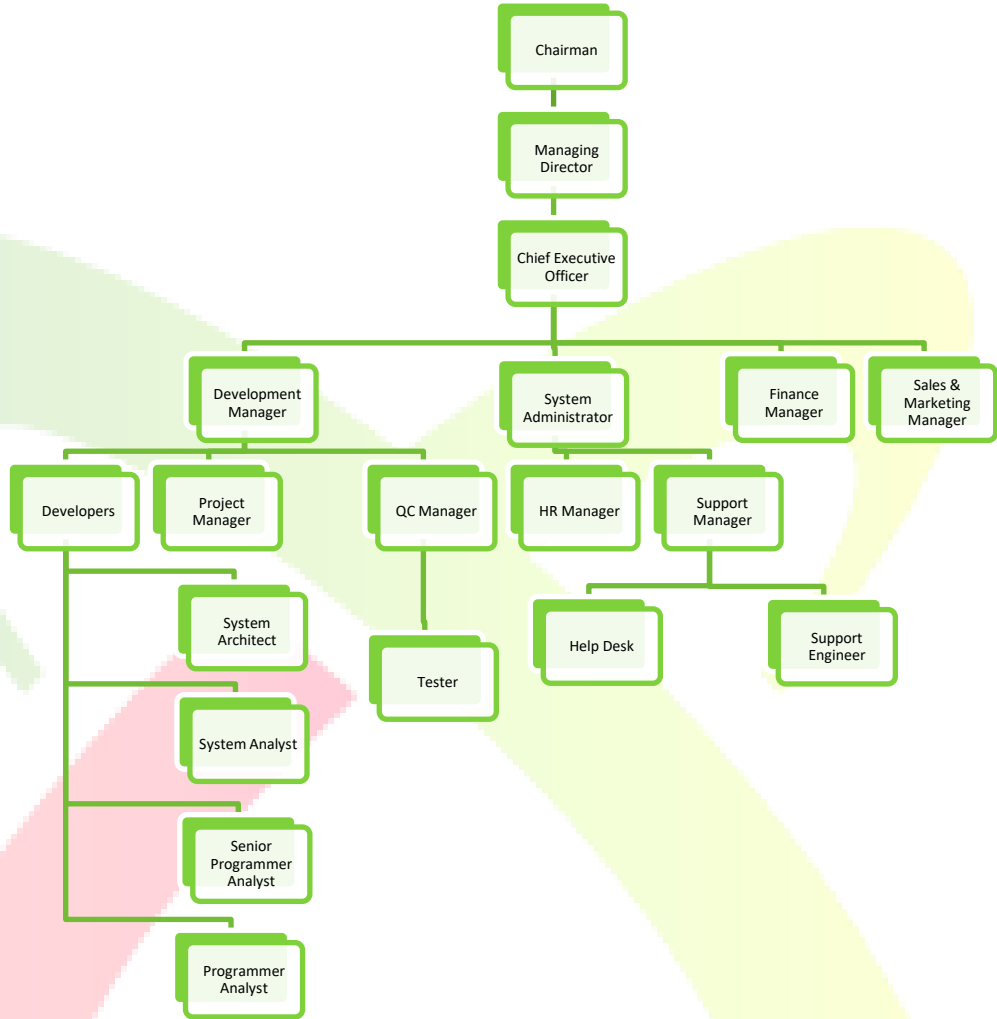 Chairman
Managing
Director
Chief Executive
Officer
Development
Manager
System
Administrator
Finance
Manager
Sales &
Marketing
Manager
Developers
Project
Manager
QC Manager
HR Manager
Support
Manager
System
Architect
Help Desk
Support
Engineer
Tester
System Analyst
Senior
Programmer
Analyst
Programmer
Analyst